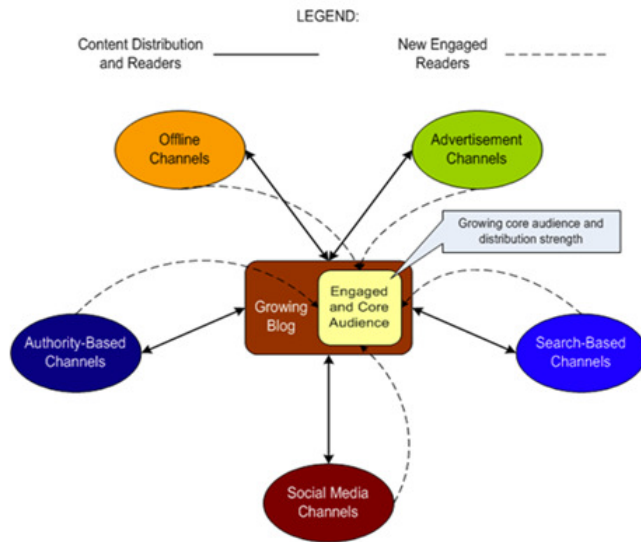 LEGEND:
Content Distribution
and Readers
New Engaged
Readers
Offline
Channels
Advertisement
Channels
Growing core audience and
distribution strength
Growing
Blog
Engaged
and Core
Audience
Authority-Based
Channels
Search-Based
Channels
Social Media
Channels